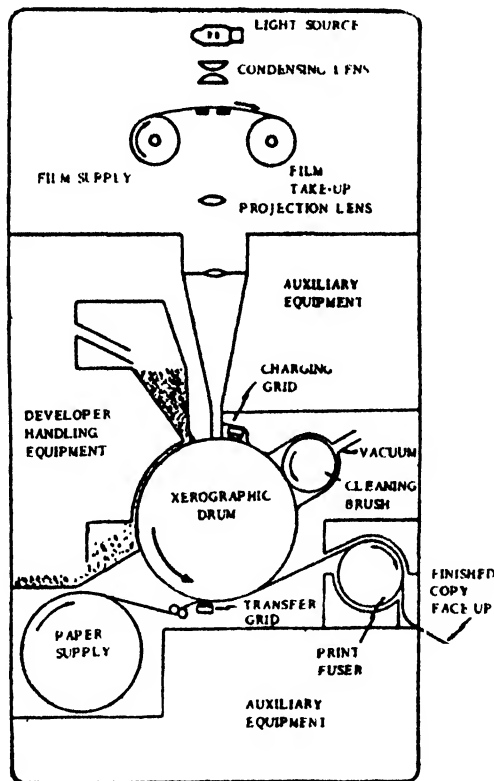 LIGHT SOURCE
CONDENSING LENS
FILM SUPPLY
FILM
TAKE-UP
PROJECTION LENS
AUXILIARY
EQUIPMENT
CHARGING
GRID
DEVELOPER
HANDLING
EQUIPMENT
VACUUM
CLEANING
BRUSH
XEROGRAPHIC
DRUM
FINISHED
COPY
FACE UP
TRANSFER
GRID
PAPER
SUPPLY
PRINT
FUSER
AUXILIARY
EQUIPMENT